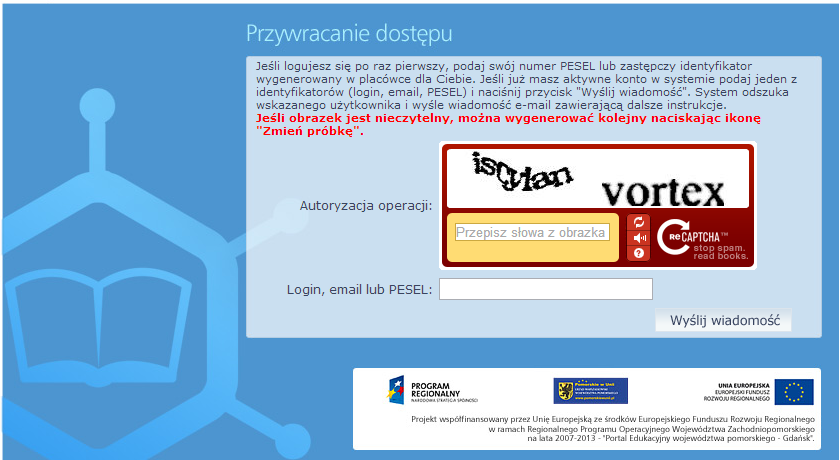 Przywracanie dostępu
Jeśli logujesz się po raz pierwszy, podaj swój numer PESEL lub zastępczy identyfikator
wygenerowany w placówce dla Ciebie. Jeśli już masz aktywne konto w systemie podaj jeden z
identyfikatorów (login, email, PESEL) i naciśnij przycisk "Wyślij wiadomość". System odszuka
wskazanego użytkownika i wyśle wiadomość e-mail zawierającą dalsze instrukcje.
Jeśli obrazek jest nieczytelny, można wygenerować kolejny naciskając ikonę
"Zmień próbkę".
vortex
Autoryzacja operacji:
Przepisz słowa z obrazka
reCAPTCHA™
stop spam.
read books.
Login, email lub PESEL:
Wyślij wiadomość
PROGRAM
REGIONALNY
NARODOWA STRATEGIA SPÓJNOŚCI
Pomorskie w Unii
UNIA EUROPEJSKA
EUROPEJSKI FUNDUSZ
ROZWOJU REGIONALNEGO
Projekt współfinansowany przez Unię Europejską ze środków Europejskiego Funduszu Rozwoju Regionalnego
w ramach Regionalnego Programu Operacyjnego Województwa Zachodniopomorskiego
na lata 2007-2013 - "Portal Edukacyjny województwa pomorskiego - Gdańsk".